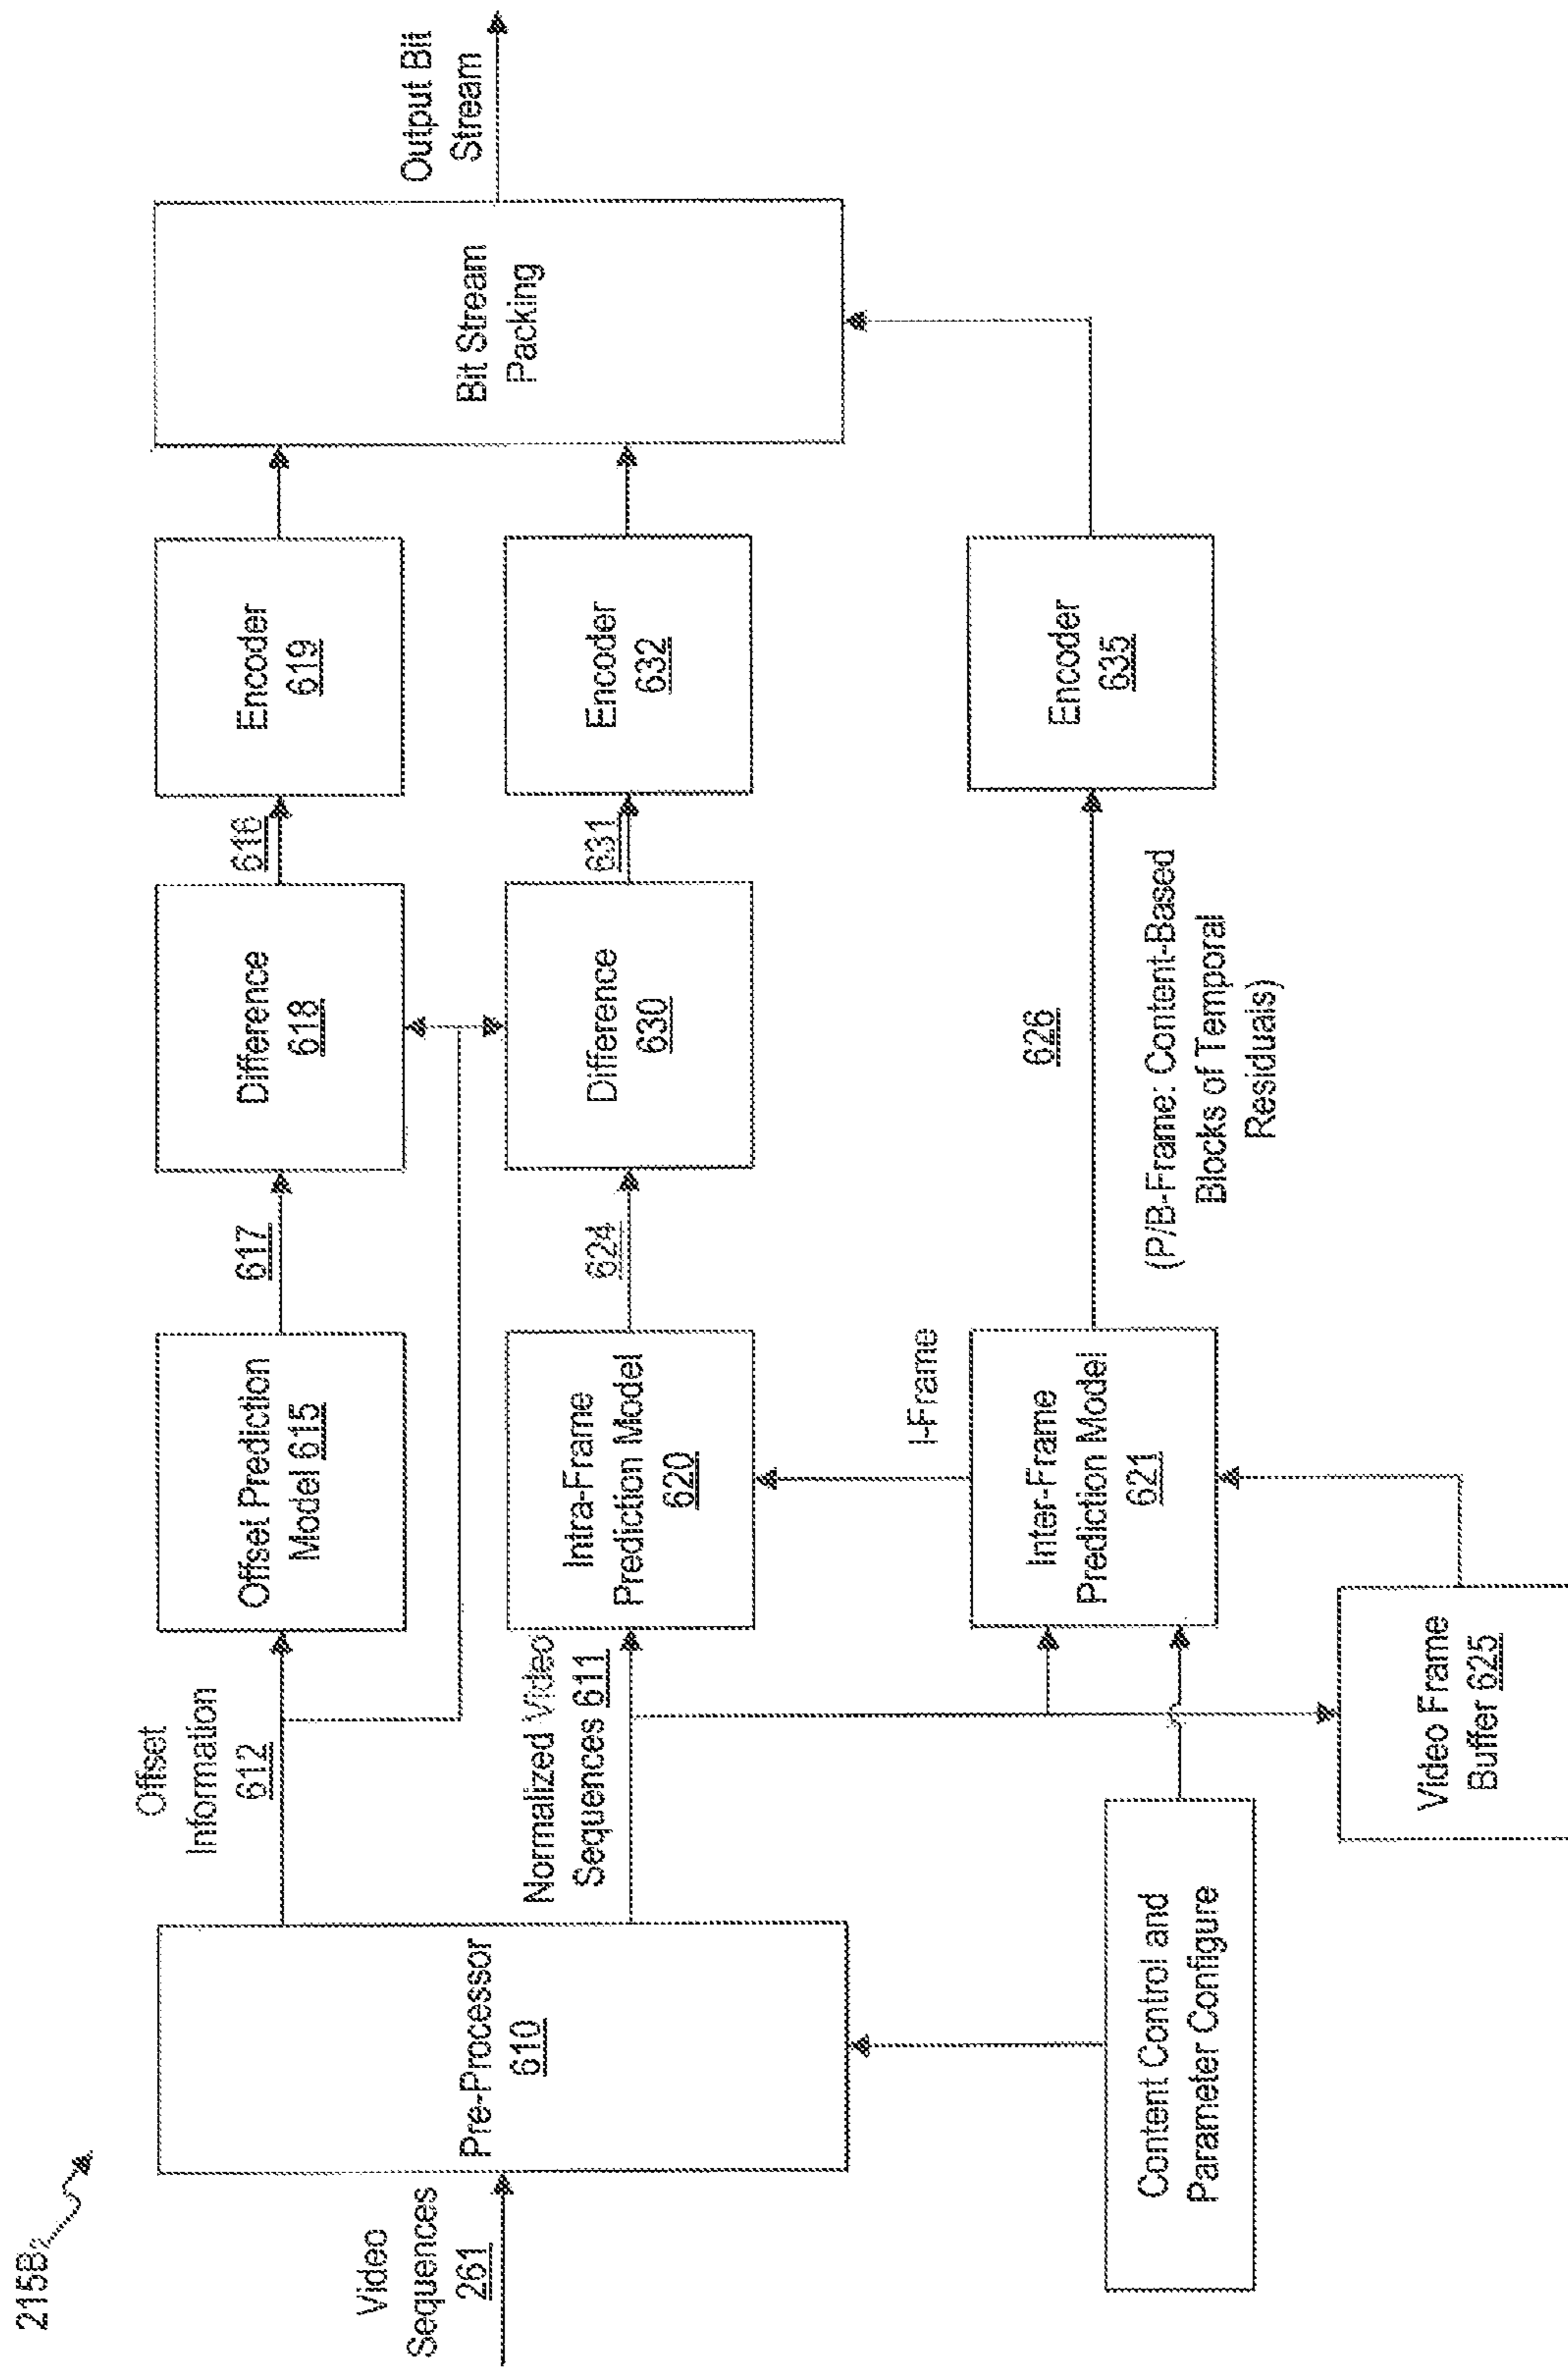 215B₂
Video
Sequences
261
Pre-Processor
610
Content Control and
Parameter Configure
Offset
Information
612
Normalized Video
Sequences 611
Video Frame
Buffer 625
Offset Prediction
Model 615
Intra-Frame
Prediction Model
620
I-Frame
Inter-Frame
Prediction Model
621
617
624
626
(P/B-Frame: Content-Based
Blocks of Temporal
Residuals)
Difference
618
Difference
630
616
631
Encoder
619
Encoder
632
Encoder
635
Bit Stream
Packing
Output Bit
Stream